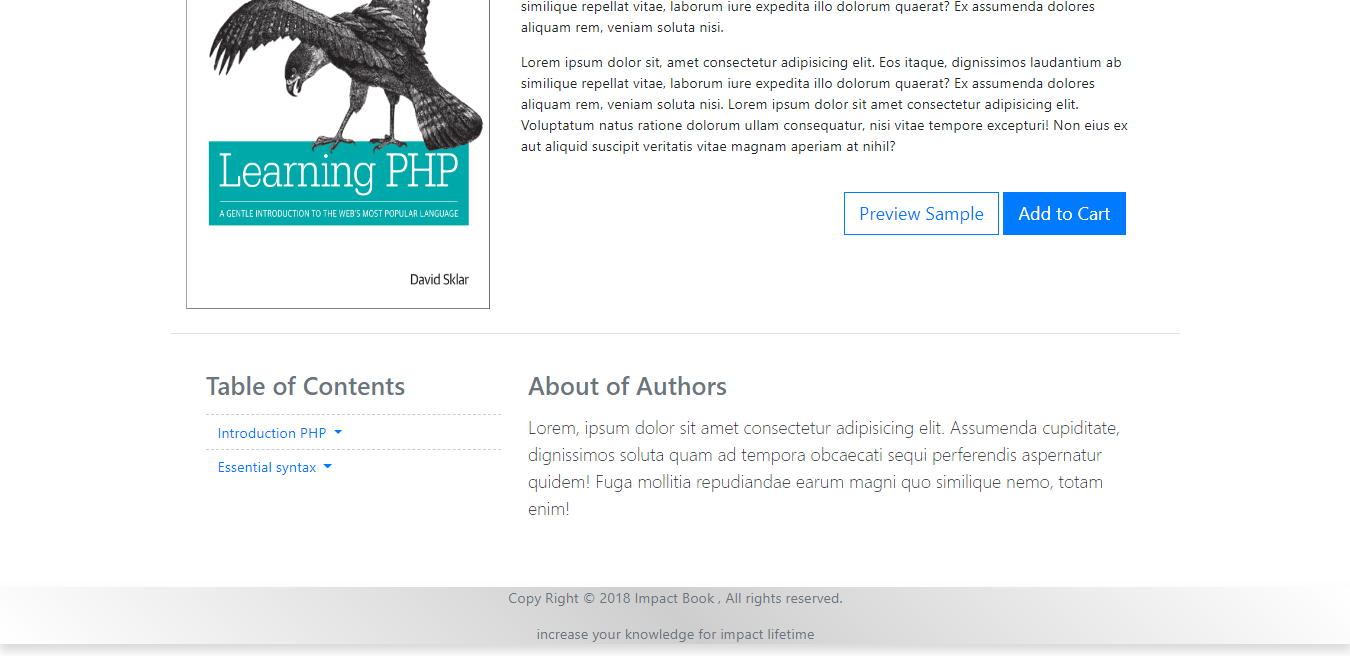 similique repellat vitae, laborum iure expedita illo dolorum quaerat? Ex assumenda dolores
aliquam rem, veniam soluta nisi.
Lorem ipsum dolor sit, amet consectetur adipisicing elit. Eos itaque, dignissimos laudantium ab
similique repellat vitae, laborum iure expedita illo dolorum quaerat? Ex assumenda dolores
aliquam rem, veniam soluta nisi. Lorem ipsum dolor sit amet consectetur adipisicing elit.
Voluptatum natus ratione dolorum ullam consequatur, nisi vitae tempore excepturi! Non eius ex
aut aliquid suscipit veritatis vitae magnam aperiam at nihil?
Learning PHP
A GENTLE INTRODUCTION TO THE WEB'S MOST POPULAR LANGUAGE
David Sklar
Preview Sample
Add to Cart
Table of Contents
Introduction PHP
Essential syntax
About of Authors
Lorem, ipsum dolor sit amet consectetur adipisicing elit. Assumenda cupiditate,
dignissimos soluta quam ad tempora obcaecati sequi perferendis aspernatur
quidem! Fuga mollitia repudiandae earum magni quo similique nemo, totam
enim!
Copy Right © 2018 Impact Book , All rights reserved.
increase your knowledge for impact lifetime